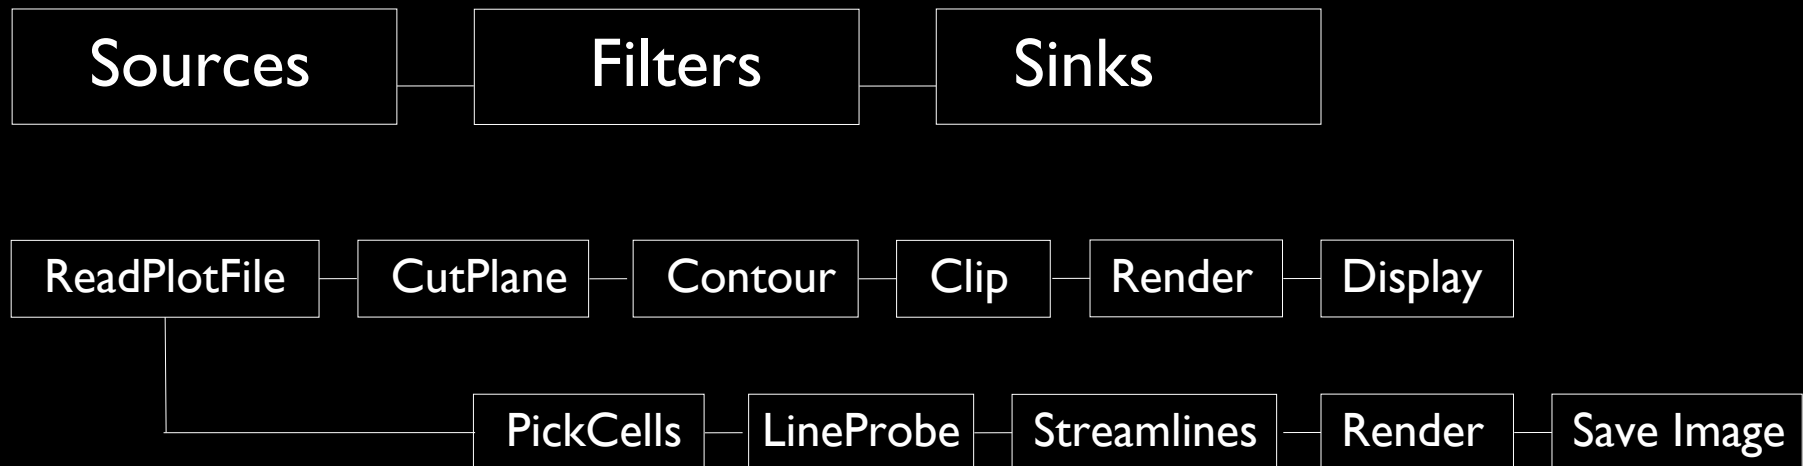 Sources Filters Sinks
ReadPlotFile CutPlane Contour Clip Render Display
PickCells LineProbe Streamlines Render Save Image